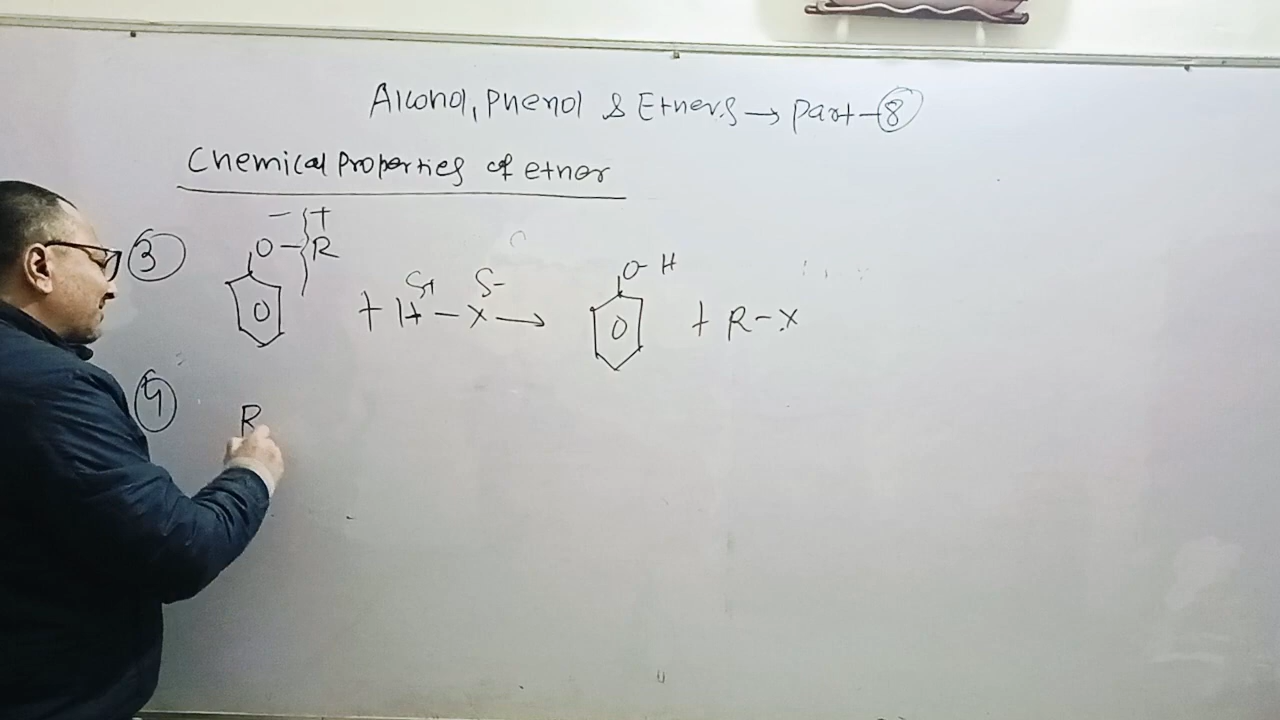 Alcohol, Phenol & Ethers → Part-8
Chemical Properties of ether
− +
3 O – R
δ+ δ-
O + H – X → O – H O + R – X
4 R